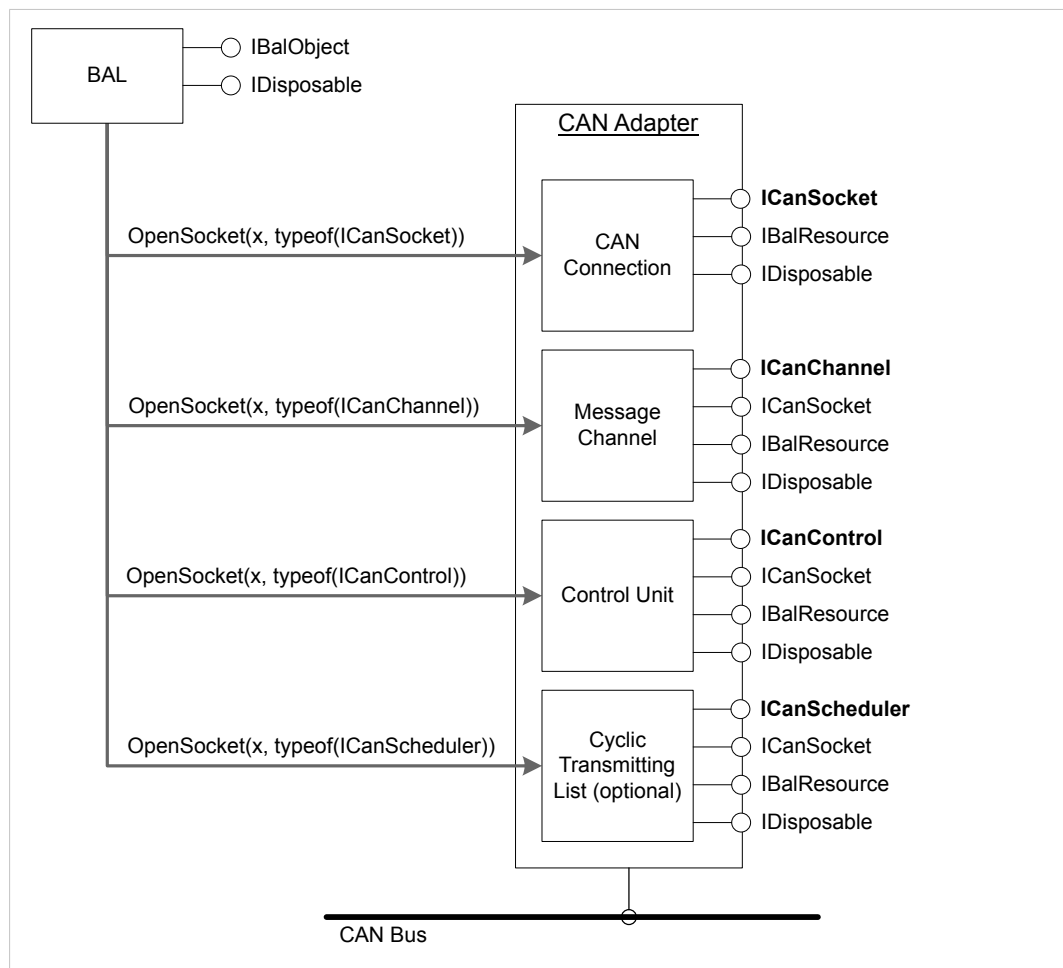 BAL
IBalObject
IDisposable
CAN Adapter
OpenSocket(x, typeof(ICanSocket))
CAN
Connection
ICanSocket
IBalResource
IDisposable
OpenSocket(x, typeof(ICanChannel))
Message
Channel
ICanChannel
ICanSocket
IBalResource
IDisposable
OpenSocket(x, typeof(ICanControl))
Control Unit
ICanControl
ICanSocket
IBalResource
IDisposable
OpenSocket(x, typeof(ICanScheduler))
Cyclic
Transmitting
List (optional)
ICanScheduler
ICanSocket
IBalResource
IDisposable
CAN Bus